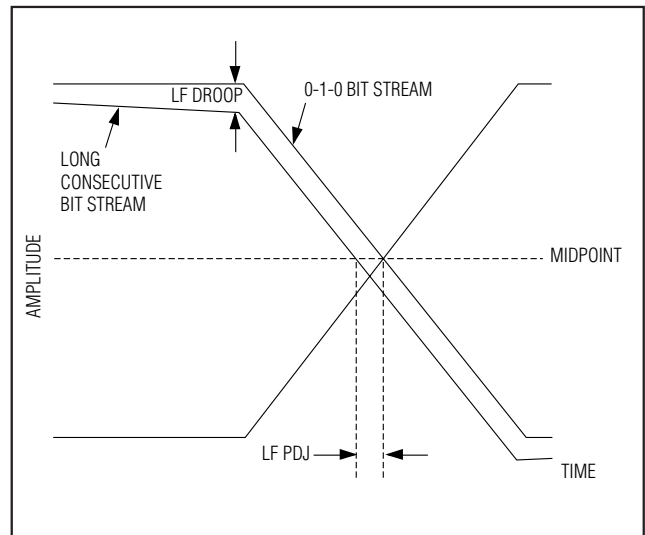 LF DROOP
0-1-0 BIT STREAM
LONG
CONSECUTIVE
BIT STREAM
AMPLITUDE
MIDPOINT
LF PDJ
TIME